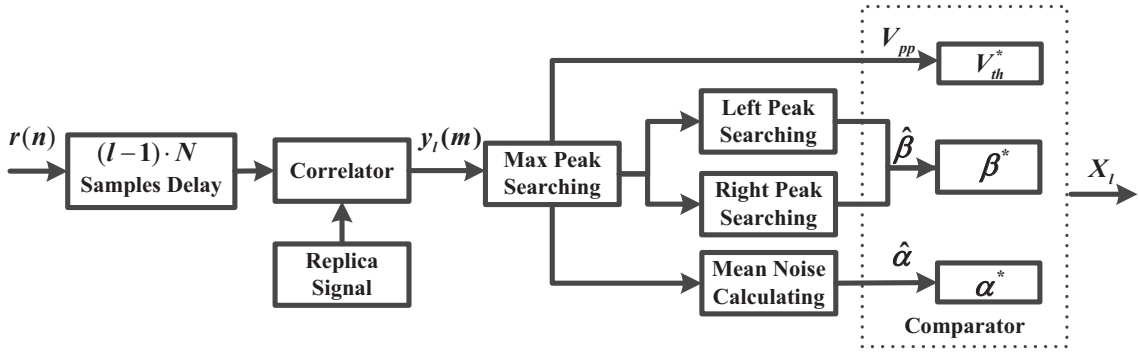 r(n)
(l−1)·N
Samples Delay
Correlator
Replica
Signal
y_l(m)
Max Peak
Searching
Left Peak
Searching
Right Peak
Searching
Mean Noise
Calculating
V_pp
V_th^*
β̂
β^*
α̂
α^*
Comparator
X_l